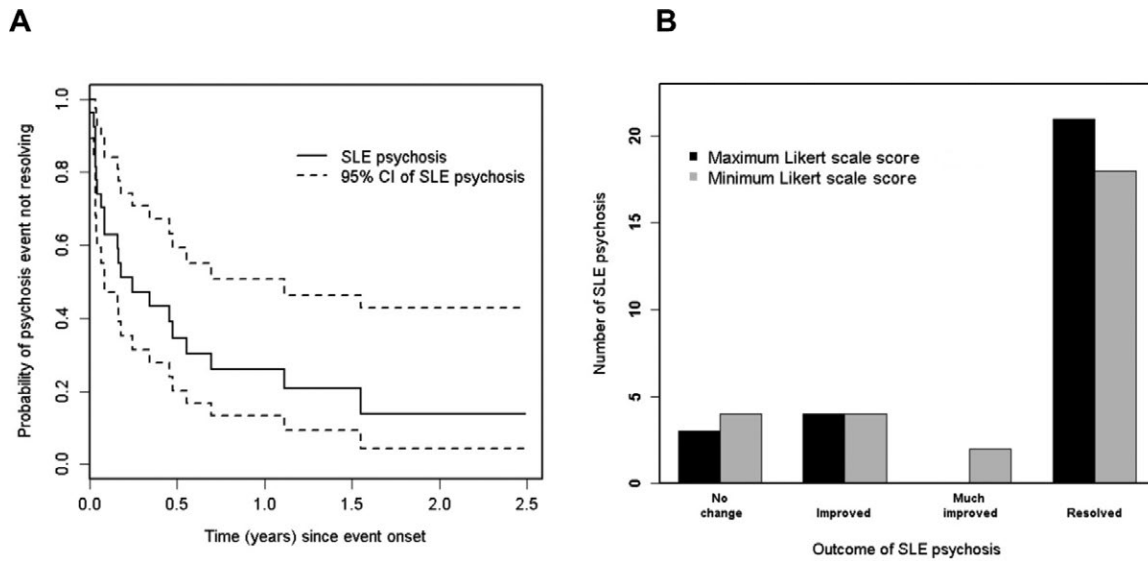 A
Probability of psychosis event not resolving
1.0
0.8
0.6
0.4
0.2
0.0
SLE psychosis
95% CI of SLE psychosis
0.0 0.5 1.0 1.5 2.0 2.5
Time (years) since event onset
B
Number of SLE psychosis
20
15
10
5
0
Maximum Likert scale score
Minimum Likert scale score
No change
Improved
Much improved
Resolved
Outcome of SLE psychosis